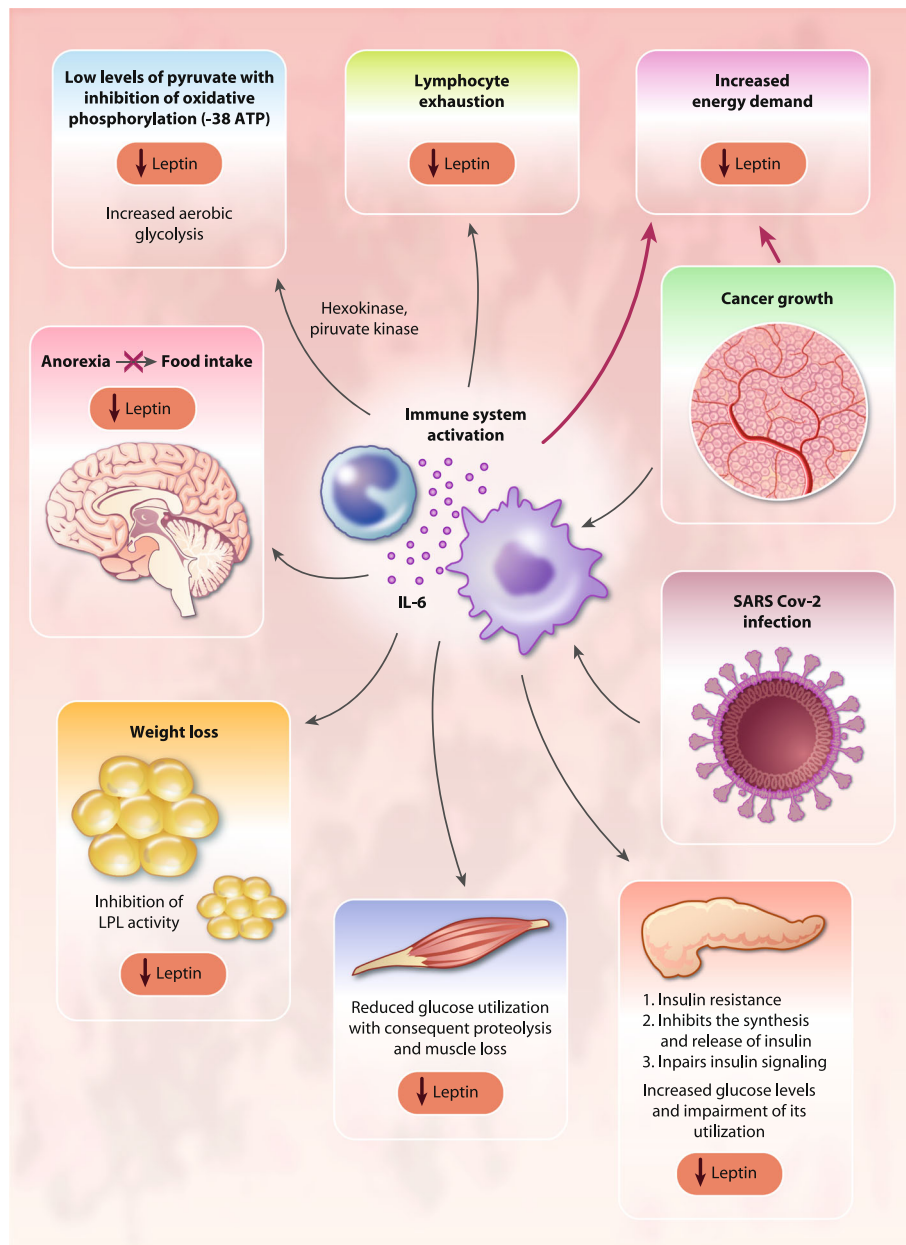 Low levels of pyruvate with
inhibition of oxidative
phosphorylation (-38 ATP)
↓ Leptin
Increased aerobic
glycolysis
Lymphocyte
exhaustion
↓ Leptin
Increased
energy demand
↓ Leptin
Hexokinase,
piruvate kinase
Cancer growth
Anorexia Food intake
↓ Leptin
Immune system
activation
IL-6
SARS Cov-2
infection
Weight loss
Inhibition of
LPL activity
↓ Leptin
Reduced glucose utilization
with consequent proteolysis
and muscle loss
↓ Leptin
1. Insulin resistance
2. Inhibits the synthesis
and release of insulin
3. Inpairs insulin signaling
Increased glucose levels
and impairment of its
utilization
↓ Leptin